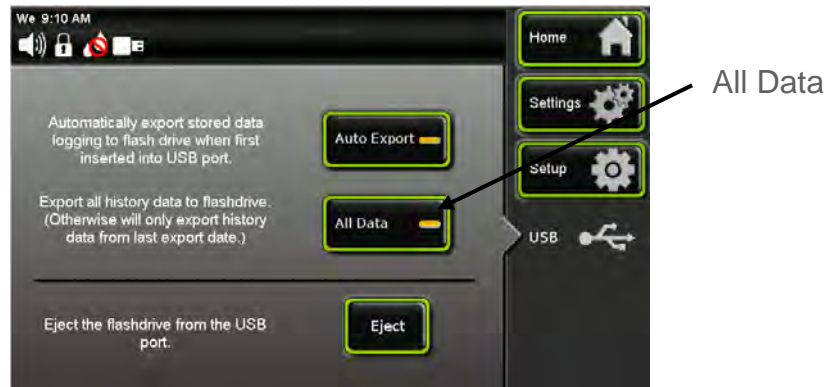 We 9:10 AM
Home
Settings
All Data
Automatically export stored data
logging to flash drive when first
inserted into USB port.
Auto Export
Setup
Export all history data to flashdrive.
(Otherwise will only export history
data from last export date.)
All Data
USB
Eject the flashdrive from the USB
port.
Eject